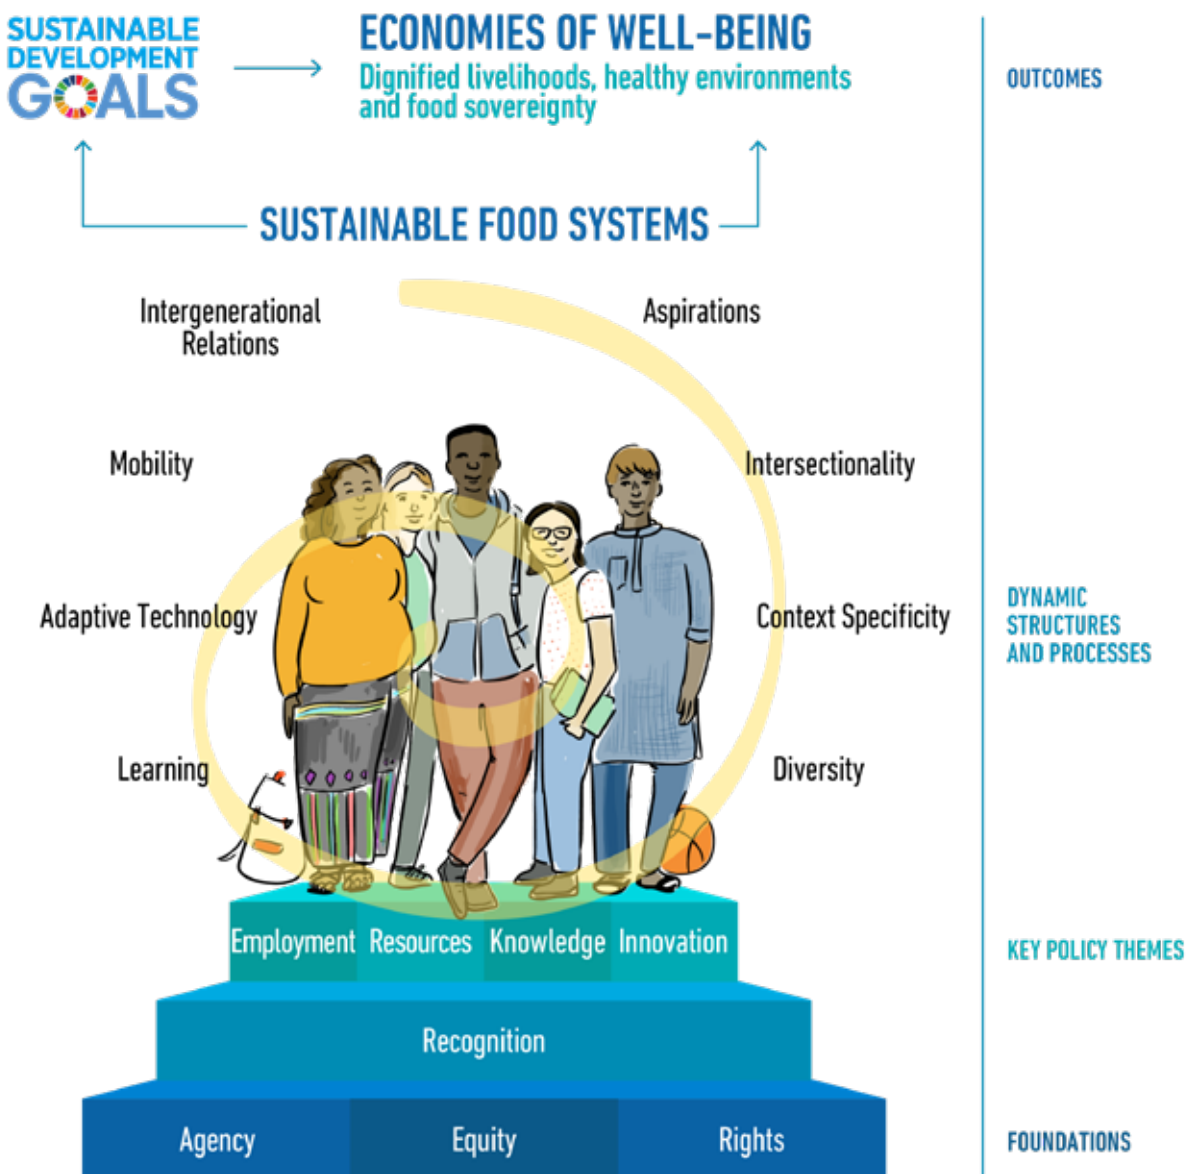 SUSTAINABLE
DEVELOPMENT
GOALS
ECONOMIES OF WELL-BEING
Dignified livelihoods, healthy environments
and food sovereignty
OUTCOMES
SUSTAINABLE FOOD SYSTEMS
Intergenerational
Relations
Aspirations
Mobility
Intersectionality
Adaptive Technology
Context Specificity
Learning
Diversity
DYNAMIC
STRUCTURES
AND PROCESSES
Employment
Resources
Knowledge
Innovation
KEY POLICY THEMES
Recognition
Agency
Equity
Rights
FOUNDATIONS